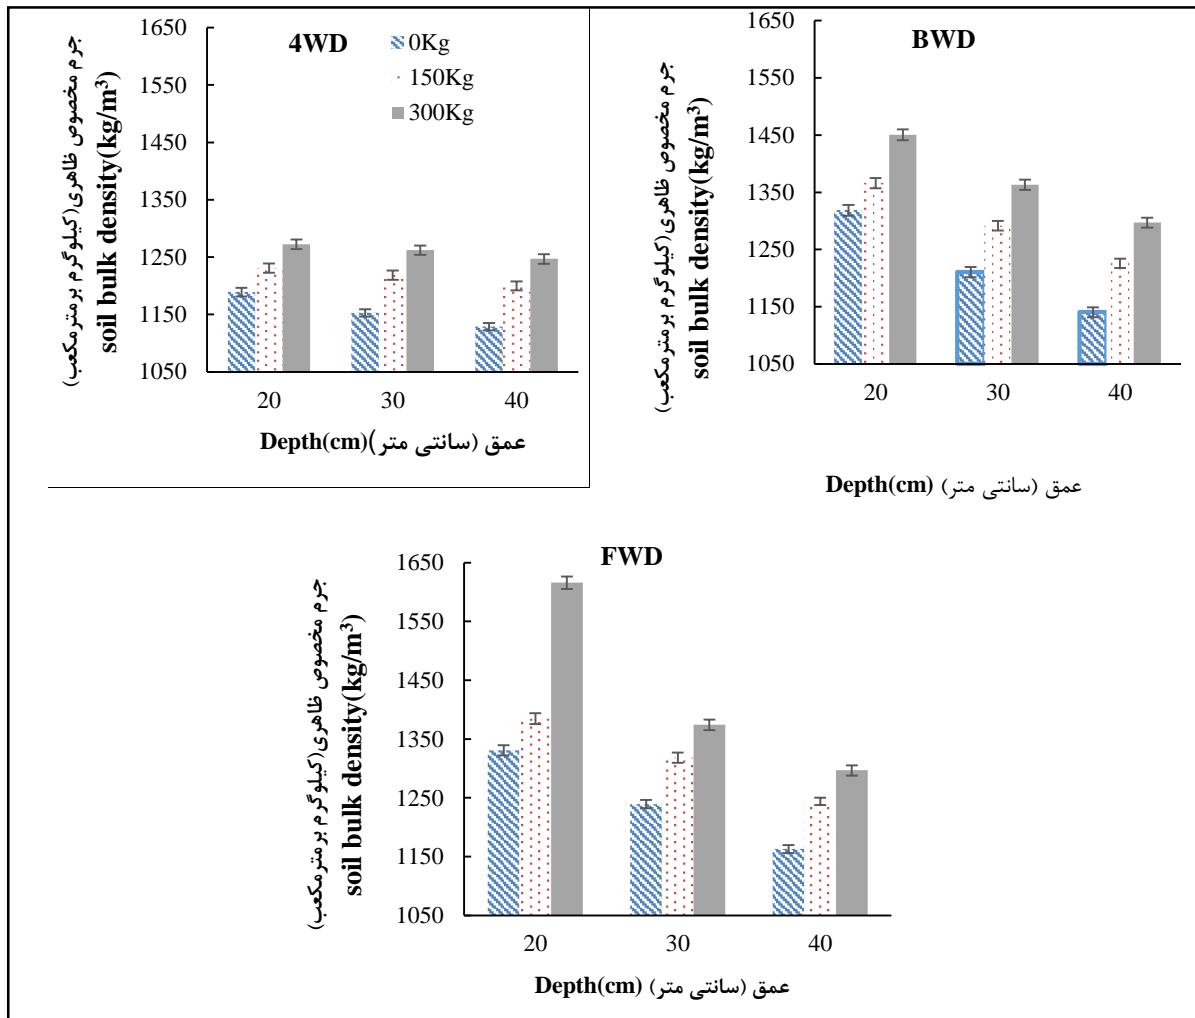 4WD
0Kg
150Kg
300Kg
جرم مخصوص ظاهری(کیلوگرم برمترمکعب)
soil bulk density(kg/m³)
1650
1550
1450
1350
1250
1150
1050
20 30 40
Depth(cm)(سانتی متر) عمق
BWD
جرم مخصوص ظاهری(کیلوگرم برمترمکعب)
soil bulk density(kg/m³)
1650
1550
1450
1350
1250
1150
1050
20 30 40
Depth(cm) (سانتی متر) عمق
FWD
جرم مخصوص ظاهری(کیلوگرم برمترمکعب)
soil bulk density(kg/m³)
1650
1550
1450
1350
1250
1150
1050
20 30 40
Depth(cm) (سانتی متر) عمق